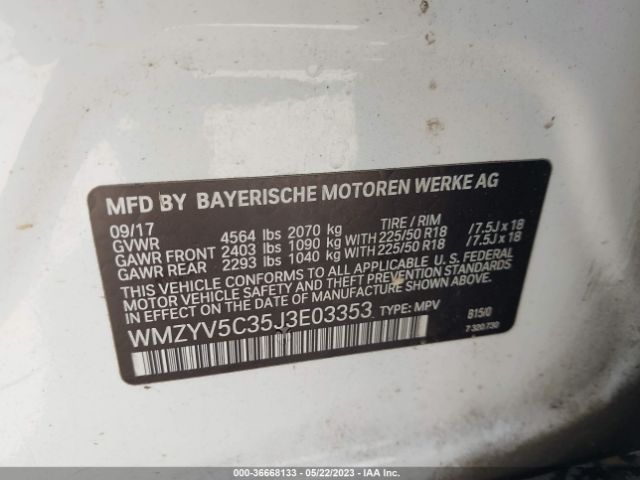 MFD BY BAYERISCHE MOTOREN WERKE AG
09/17 TIRE / RIM
GVWR 4564 lbs 2070 kg
GAWR FRONT 2403 lbs 1090 kg WITH 225/50 R18 /7.5J x 18
GAWR REAR 2293 lbs 1040 kg WITH 225/50 R18 /7.5J x 18
THIS VEHICLE CONFORMS TO ALL APPLICABLE U.S. FEDERAL
MOTOR VEHICLE SAFETY, BUMPER, AND THEFT PREVENTION STANDARDS
IN EFFECT ON THE DATE OF MANUFACTURE SHOWN ABOVE.
WMZYV5C35J3E03353 TYPE: MPV B15/0
7 320 730
000-36668133 - 05/22/2023 - IAA Inc.